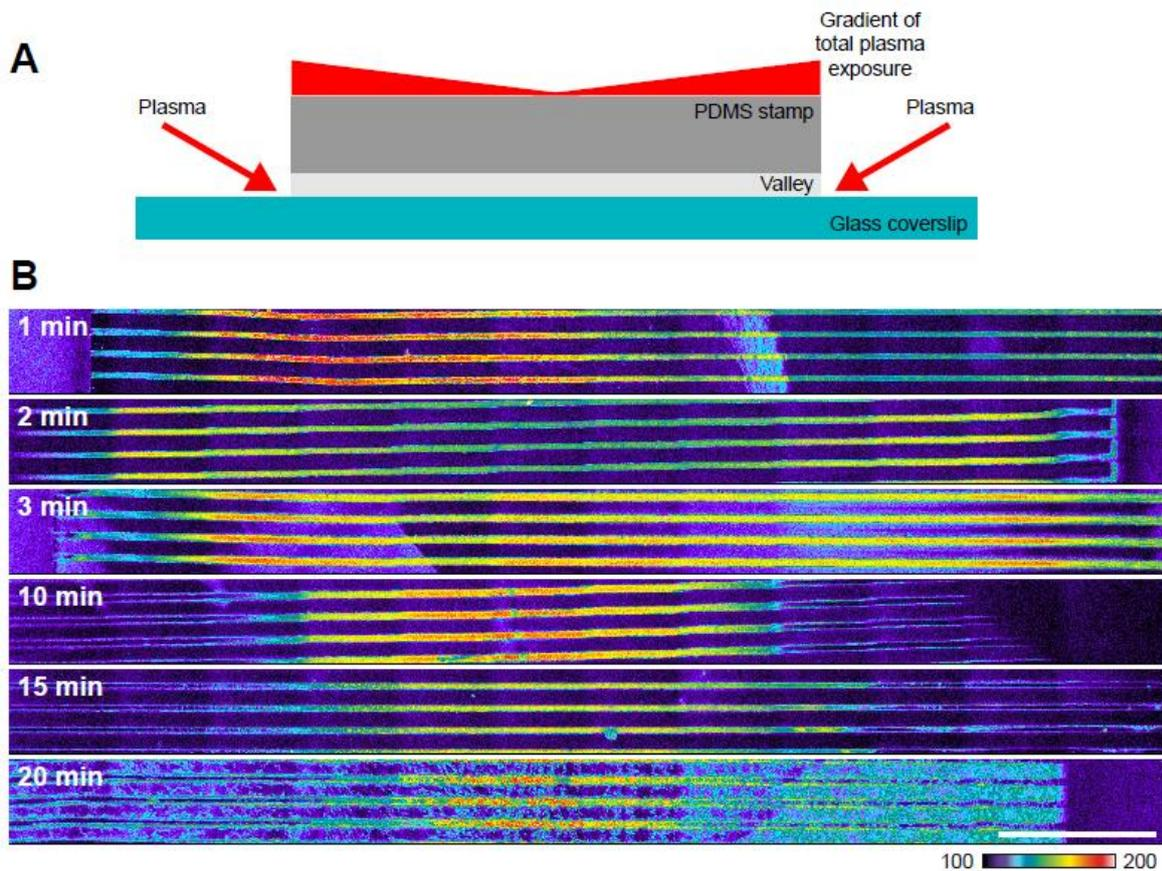 A
Gradient of
total plasma
exposure
Plasma
PDMS stamp
Plasma
Valley
Glass coverslip
B
1 min
2 min
3 min
10 min
15 min
20 min
100 200